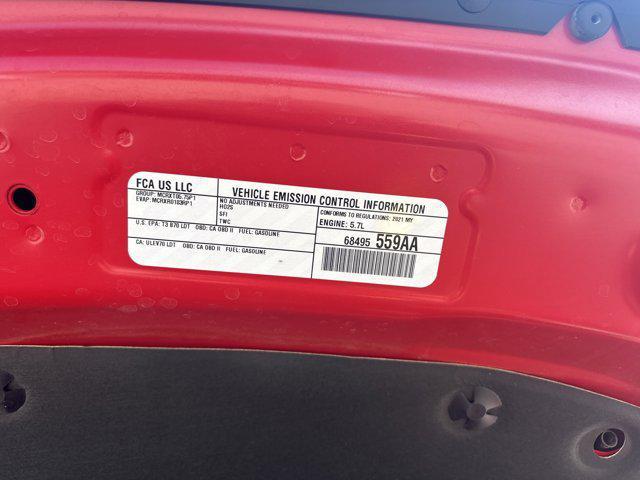 FCA US LLC
GROUP: MCRXT05.75P1
EVAP: MCRXR0183RP1
U.S. EPA: T3 B70 LDT OBD: CA OBD II FUEL: GASOLINE
CA: ULEV70 LDT OBD: CA OBD II FUEL: GASOLINE
VEHICLE EMISSION CONTROL INFORMATION
NO ADJUSTMENTS NEEDED
HO2S
SFI
TWC
CONFORMS TO REGULATIONS: 2021 MY
ENGINE: 5.7L
68495 559AA